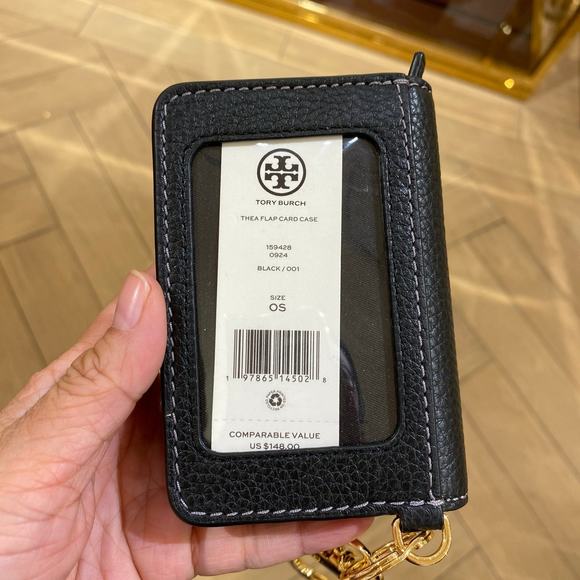 TORY BURCH
THEA FLAP CARD CASE
159428
0924
BLACK / 001
SIZE
OS
1 97865 14502 8
COMPARABLE VALUE
US $148.00